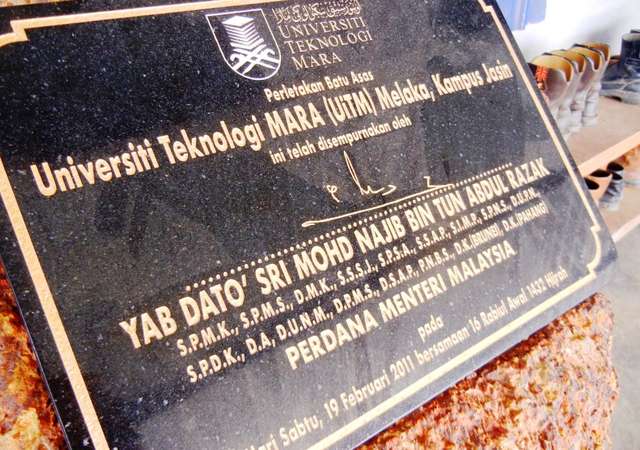 UNIVERSITI
TEKNOLOGI
MARA
Perletakan Batu Asas
Universiti Teknologi MARA (UiTM) Melaka, Kampus Jasin
ini telah disempurnakan oleh
YAB DATO' SRI MOHD NAJIB BIN TUN ABDUL RAZAK
S.P.M.K., S.P.M.S., D.M.K., S.S.S.J., S.P.S.A., S.S.A.P., S.I.M.P., S.P.N.S., D.U.P.N.,
S.P.D.K., D.A, D.U.N.M., D.P.M.S., D.S.A.P., P.N.B.S., D.K.(BRUNEI), D.K.(PAHANG)
PERDANA MENTERI MALAYSIA
pada
Hari Sabtu, 19 Februari 2011 bersamaan 16 Rabiul Awal 1432 Hijrah